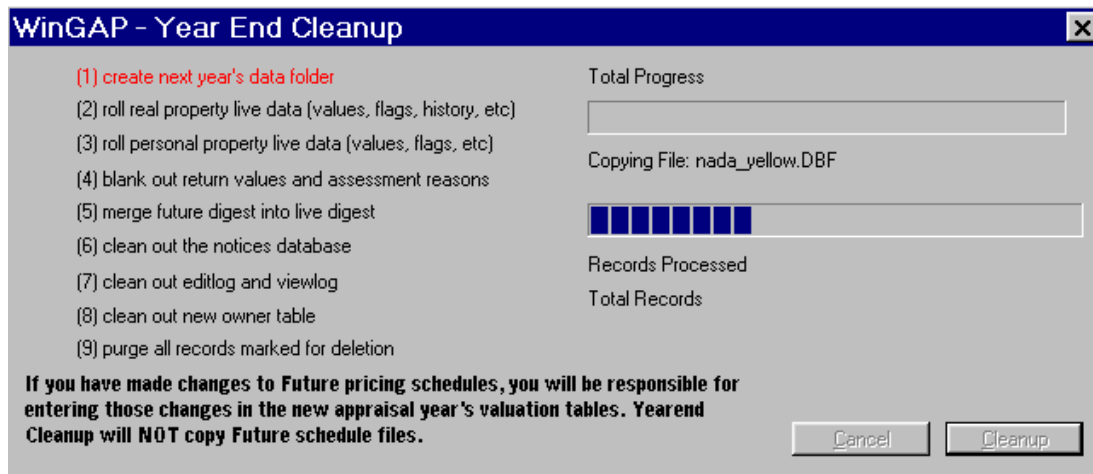 WinGAP - Year End Cleanup
(1) create next year's data folder
(2) roll real property live data (values, flags, history, etc)
(3) roll personal property live data (values, flags, etc)
(4) blank out return values and assessment reasons
(5) merge future digest into live digest
(6) clean out the notices database
(7) clean out editlog and viewlog
(8) clean out new owner table
(9) purge all records marked for deletion
Total Progress
Copying File: nada_yellow.DBF
Records Processed
Total Records
If you have made changes to Future pricing schedules, you will be responsible for
entering those changes in the new appraisal year's valuation tables. Yearend
Cleanup will NOT copy Future schedule files.
Cancel
Cleanup